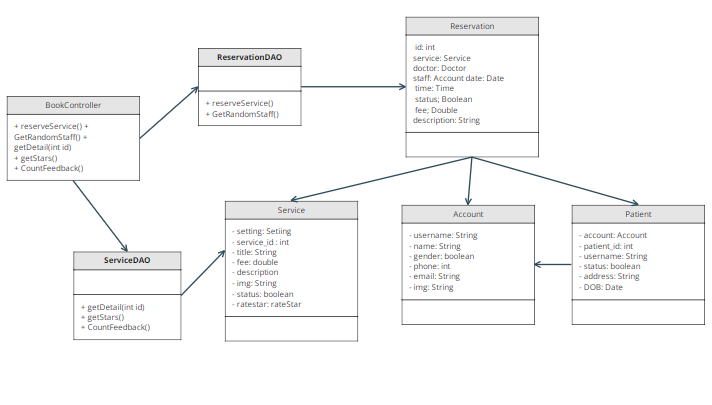 Reservation
id: int
service: Service
doctor: Doctor
staff: Account date: Date
time: Time
status; Boolean
fee; Double
description: String
ReservationDAO
+ reserveService()
+ GetRandomStaff()
BookController
+ reserveService() +
GetRandomStaff() +
getDetail(int id)
+ getStars()
+ CountFeedback()
Service
- setting: Setiing
- service_id : int
- title: String
- fee: double
- description
- img: String
- status: boolean
- ratestar: rateStar
Account
- username: String
- name: String
- gender: boolean
- phone: int
- email: String
- img: String
Patient
- account: Account
- patient_id: int
- username: String
- status: boolean
- address: String
- DOB: Date
ServiceDAO
+ getDetail(int id)
+ getStars()
+ CountFeedback()